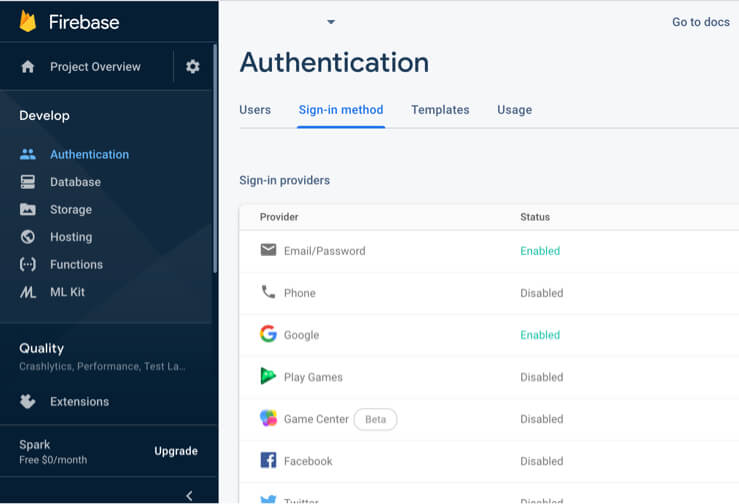 Firebase
Go to docs
Project Overview
Authentication
Develop
Users Sign-in method Templates Usage
Authentication
Database
Storage
Hosting
Functions
ML Kit
Sign-in providers
Provider Status
Email/Password Enabled
Phone Disabled
Google Enabled
Play Games Disabled
Game Center Beta Disabled
Facebook Disabled
Twitter
Quality
Crashlytics, Performance, Test La...
Extensions
Spark
Free $0/month
Upgrade